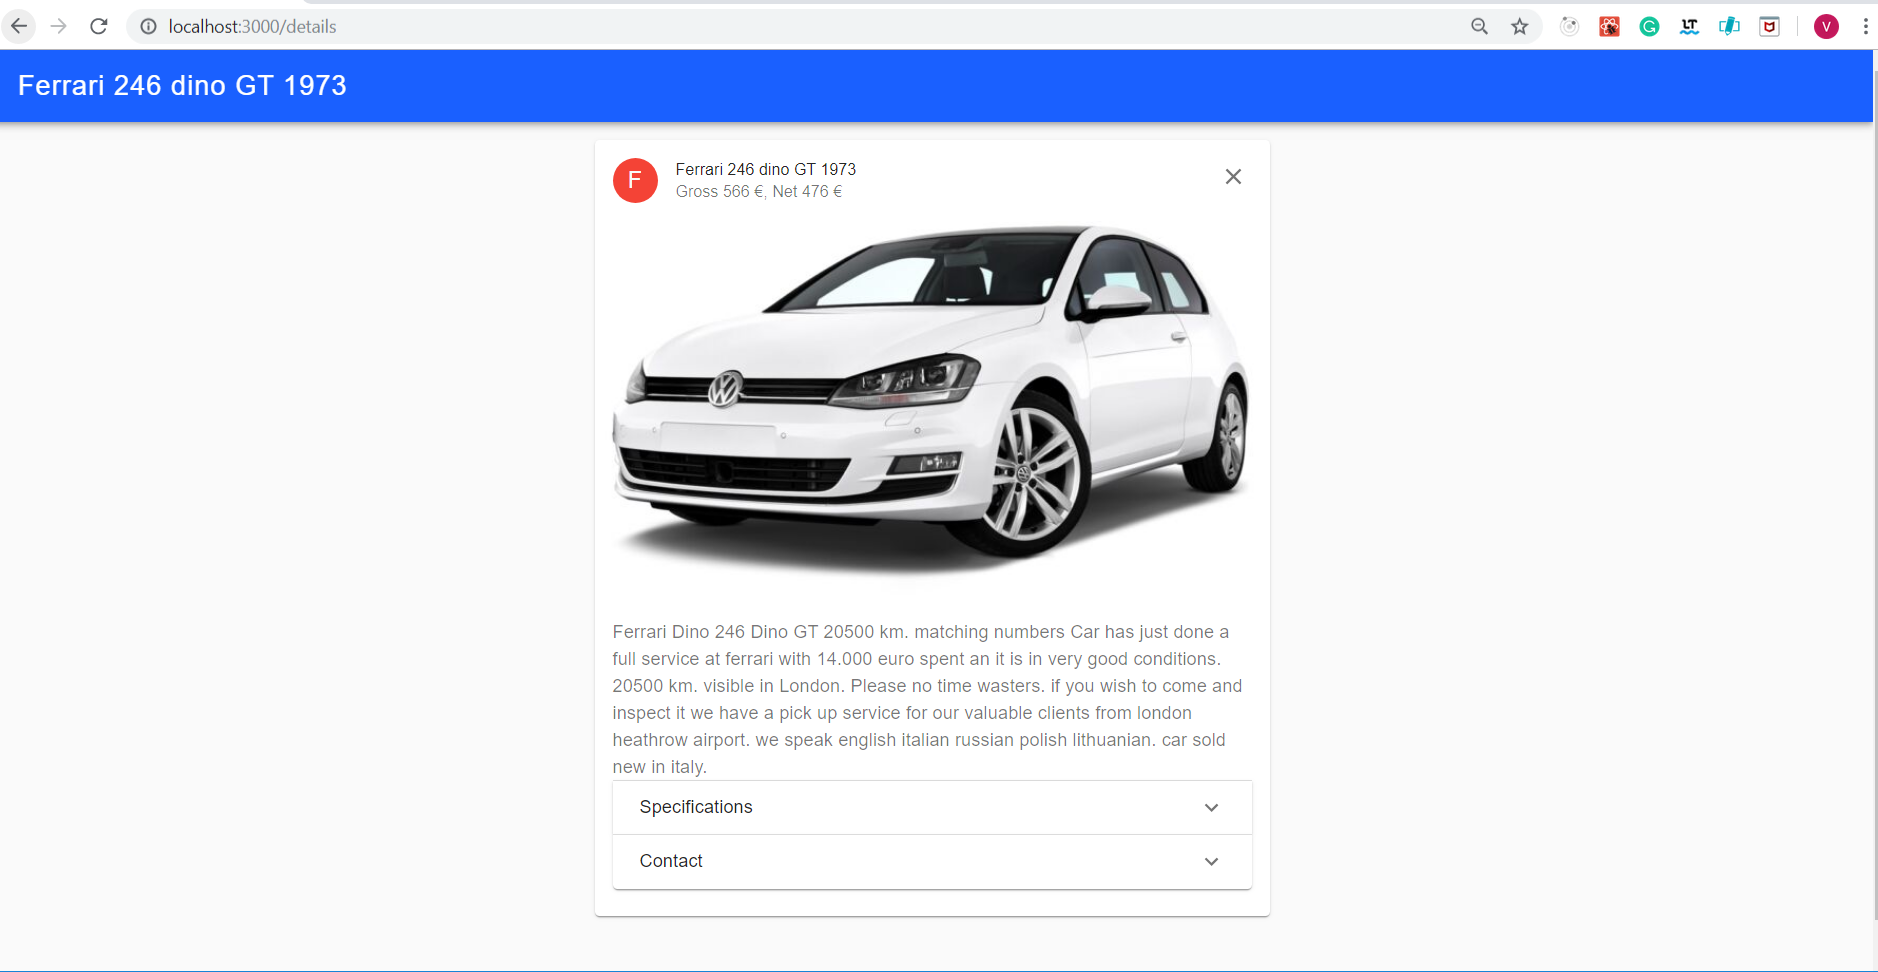 localhost:3000/details
V
Ferrari 246 dino GT 1973
F
Ferrari 246 dino GT 1973
Gross 566 €, Net 476 €
Ferrari Dino 246 Dino GT 20500 km. matching numbers Car has just done a
full service at ferrari with 14.000 euro spent an it is in very good conditions.
20500 km. visible in London. Please no time wasters. if you wish to come and
inspect it we have a pick up service for our valuable clients from london
heathrow airport. we speak english italian russian polish lithuanian. car sold
new in italy.
Specifications
Contact